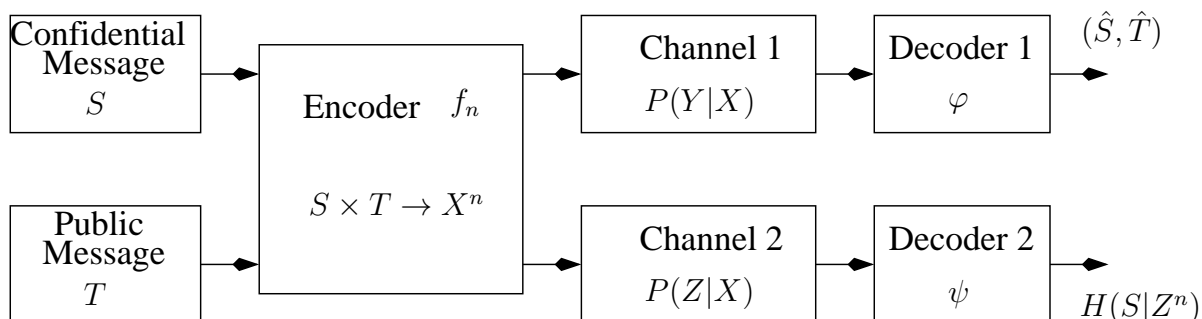 Confidential
Message
S
Public
Message
T
Encoder f_n
S × T → X^n
Channel 1
P(Y|X)
Channel 2
P(Z|X)
Decoder 1
φ
Decoder 2
ψ
(Ŝ, T̂)
H(S|Z^n)